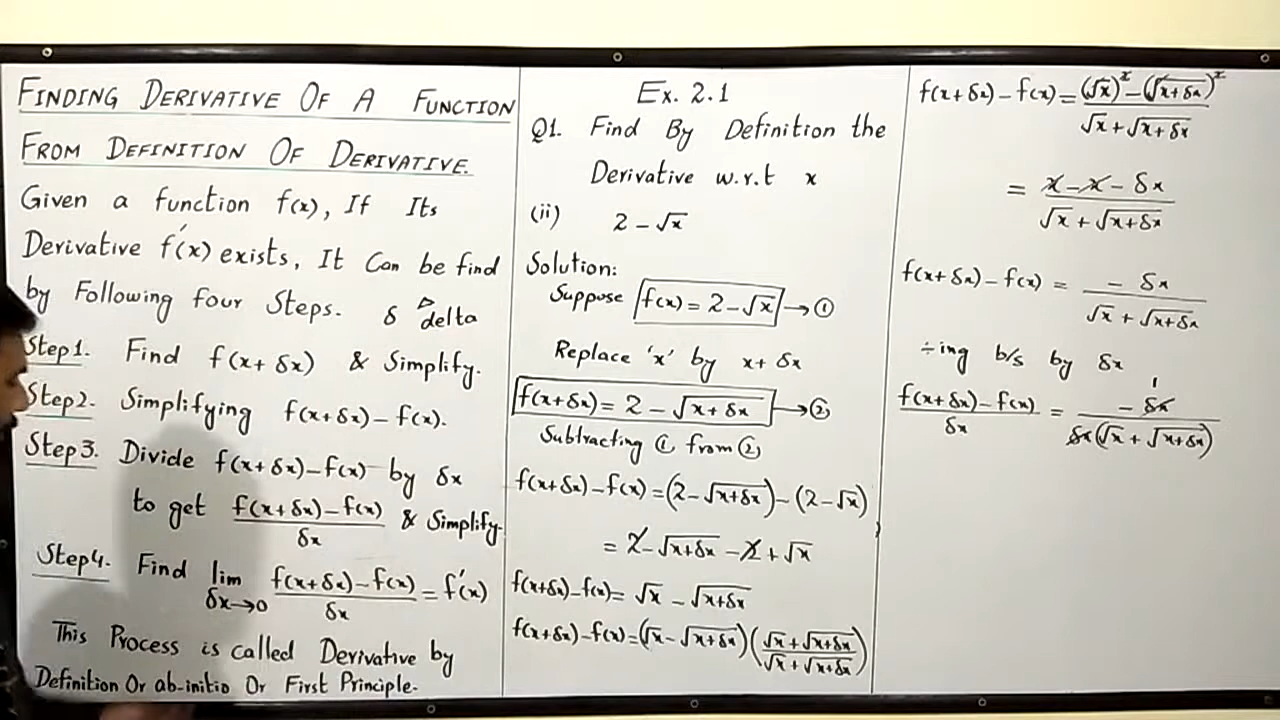 FINDING DERIVATIVE OF A FUNCTION
FROM DEFINITION OF DERIVATIVE.
Given a function f(x), If Its
Derivative f′(x) exists, It Can be find
by Following four Steps. δ ▷ delta
Step1. Find f(x+δx) & Simplify.
Step2. Simplifying f(x+δx)−f(x).
Step3. Divide f(x+δx)−f(x) by δx
to get (f(x+δx)−f(x))/δx & Simplify.
Step4. Find lim δx→0 (f(x+δx)−f(x))/δx = f′(x)
This Process is called Derivative by
Definition Or ab-initio Or First Principle.
Ex. 2.1
Q1. Find By Definition the
Derivative w.r.t x
(ii) 2−√x
Solution:
Suppose f(x) = 2−√x →①
Replace 'x' by x+δx
f(x+δx) = 2−√(x+δx) →②
Subtracting ① from ②
f(x+δx)−f(x) = (2−√(x+δx))−(2−√x)
= 2−√(x+δx)−2+√x
f(x+δx)−f(x) = √x−√(x+δx)
f(x+δx)−f(x) = (√x−√(x+δx))((√x+√(x+δx))/(√x+√(x+δx)))
f(x+δx)−f(x) = ((√x)²−(√(x+δx))²)/(√x+√(x+δx))
= (x−x−δx)/(√x+√(x+δx))
f(x+δx)−f(x) = −δx/(√x+√(x+δx))
÷ing b/s by δx
(f(x+δx)−f(x))/δx = −δx 1/(δx(√x+√(x+δx)))